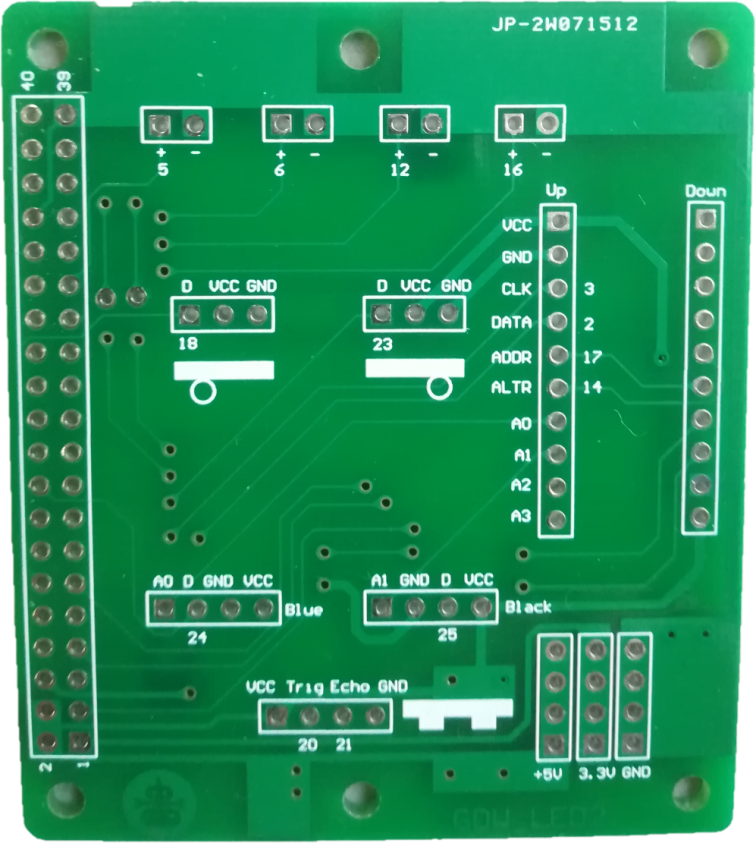 JP-2W071512
40 39
+ - + - + - + -
5 6 12 16
Up Down
VCC
GND
CLK 3
DATA 2
ADDR 17
ALTR 14
A0
A1
A2
A3
D VCC GND D VCC GND
18 23
A0 D GND VCC A1 GND D VCC
Blue Black
24 25
VCC Trig Echo GND
20 21
2 1
+5V 3.3V GND